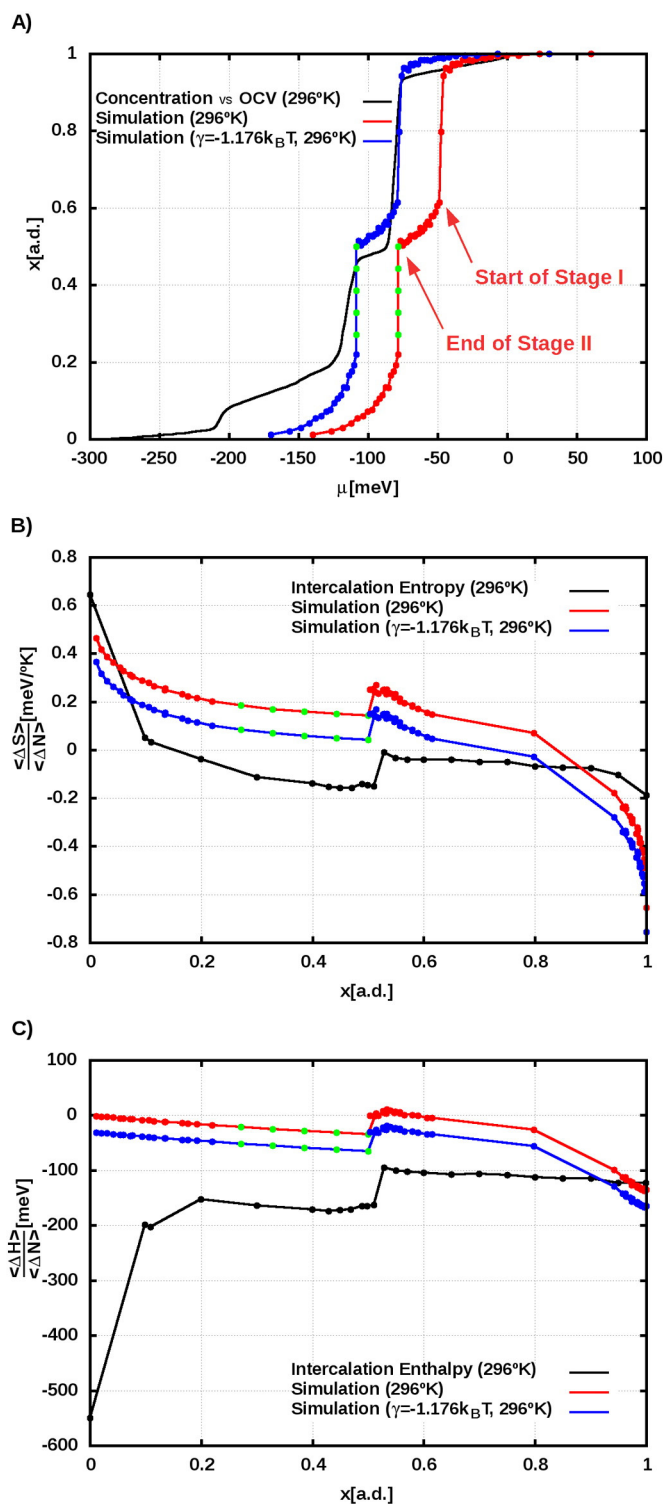 A)
1
0.8
0.6
0.4
0.2
0
x[a.d.]
Concentration vs OCV (296ºK)
Simulation (296ºK)
Simulation (γ=-1.176k_BT, 296ºK)
Start of Stage I
End of Stage II
-300 -250 -200 -150 -100 -50 0 50 100
μ[meV]
B)
0.8
0.6
0.4
0.2
0
-0.2
-0.4
-0.6
-0.8
<ΔS>
<ΔN> [meV/ºK]
Intercalation Entropy (296ºK)
Simulation (296ºK)
Simulation (γ=-1.176k_BT, 296ºK)
0 0.2 0.4 0.6 0.8 1
x[a.d.]
C)
100
0
-100
-200
-300
-400
-500
-600
<ΔH>
<ΔN> [meV]
Intercalation Enthalpy (296ºK)
Simulation (296ºK)
Simulation (γ=-1.176k_BT, 296ºK)
0 0.2 0.4 0.6 0.8 1
x[a.d.]